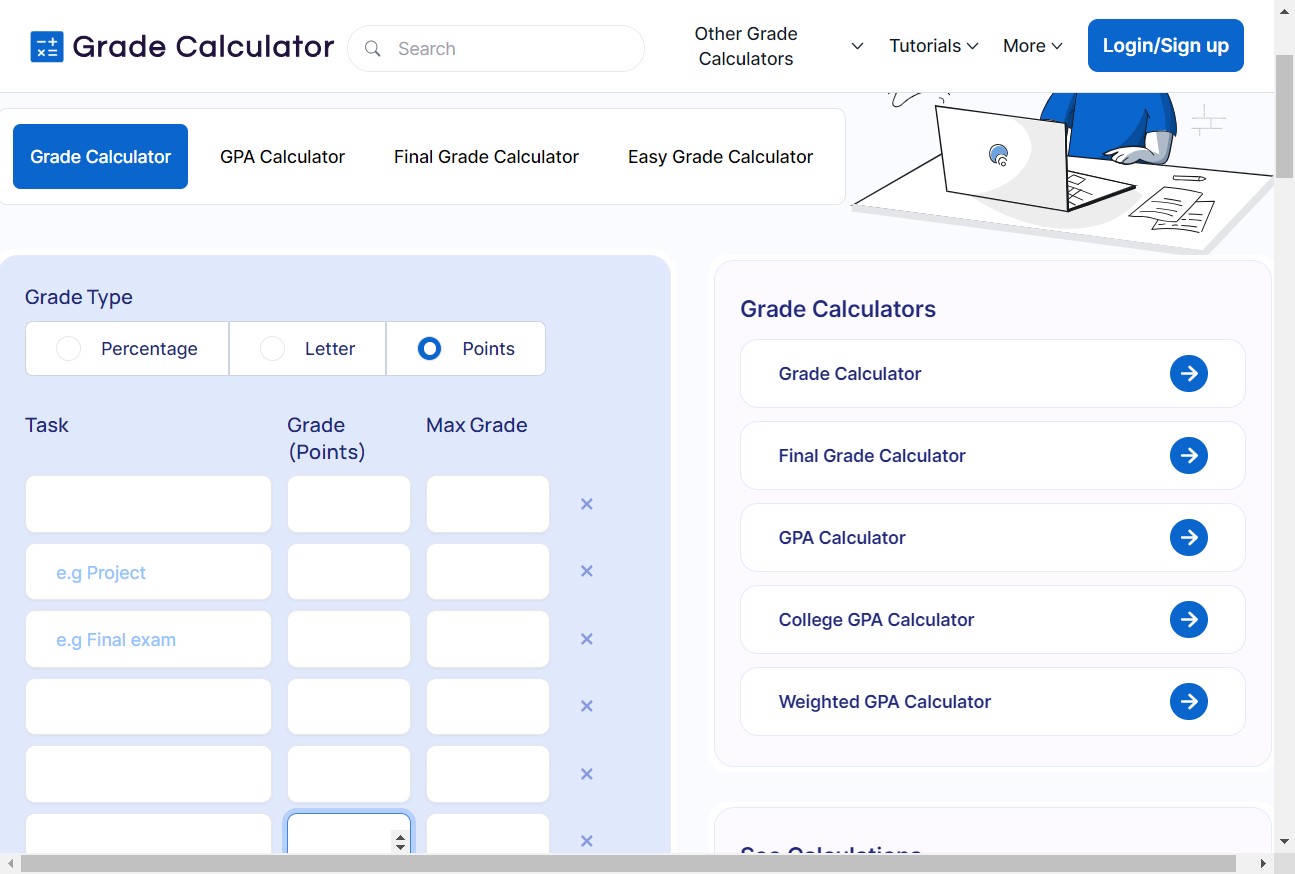 Grade Calculator
Search
Other Grade
Calculators
Tutorials
More
Login/Sign up
Grade Calculator
GPA Calculator
Final Grade Calculator
Easy Grade Calculator
Grade Type
Percentage
Letter
Points
Task
Grade
(Points)
Max Grade
e.g Project
e.g Final exam
Grade Calculators
Grade Calculator
Final Grade Calculator
GPA Calculator
College GPA Calculator
Weighted GPA Calculator